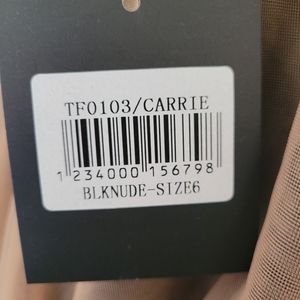 TF0103/CARRIE
1 234000 156798
BLKNUDE-SIZE6